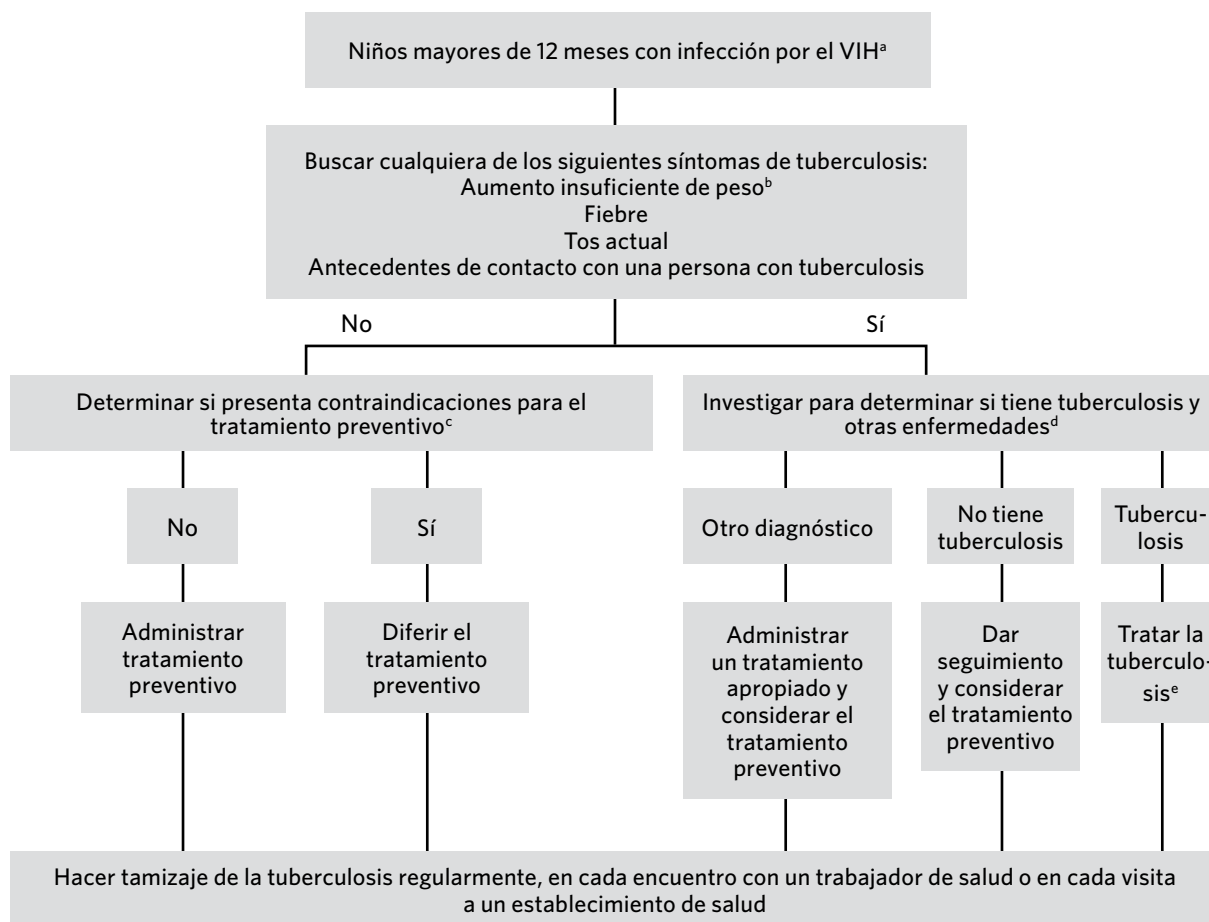 Niños mayores de 12 meses con infección por el VIHᵃ
Buscar cualquiera de los siguientes síntomas de tuberculosis:
Aumento insuficiente de pesoᵇ
Fiebre
Tos actual
Antecedentes de contacto con una persona con tuberculosis
No
Sí
Determinar si presenta contraindicaciones para el
tratamiento preventivoᶜ
Investigar para determinar si tiene tuberculosis y
otras enfermedadesᵈ
No
Sí
Otro diagnóstico
No tiene
tuberculosis
Tubercu-
losis
Administrar
tratamiento
preventivo
Diferir el
tratamiento
preventivo
Administrar
un tratamiento
apropiado y
considerar el
tratamiento
preventivo
Dar
seguimiento
y considerar
el tratamiento
preventivo
Tratar la
tuberculo-
sisᵉ
Hacer tamizaje de la tuberculosis regularmente, en cada encuentro con un trabajador de salud o en cada visita
a un establecimiento de salud